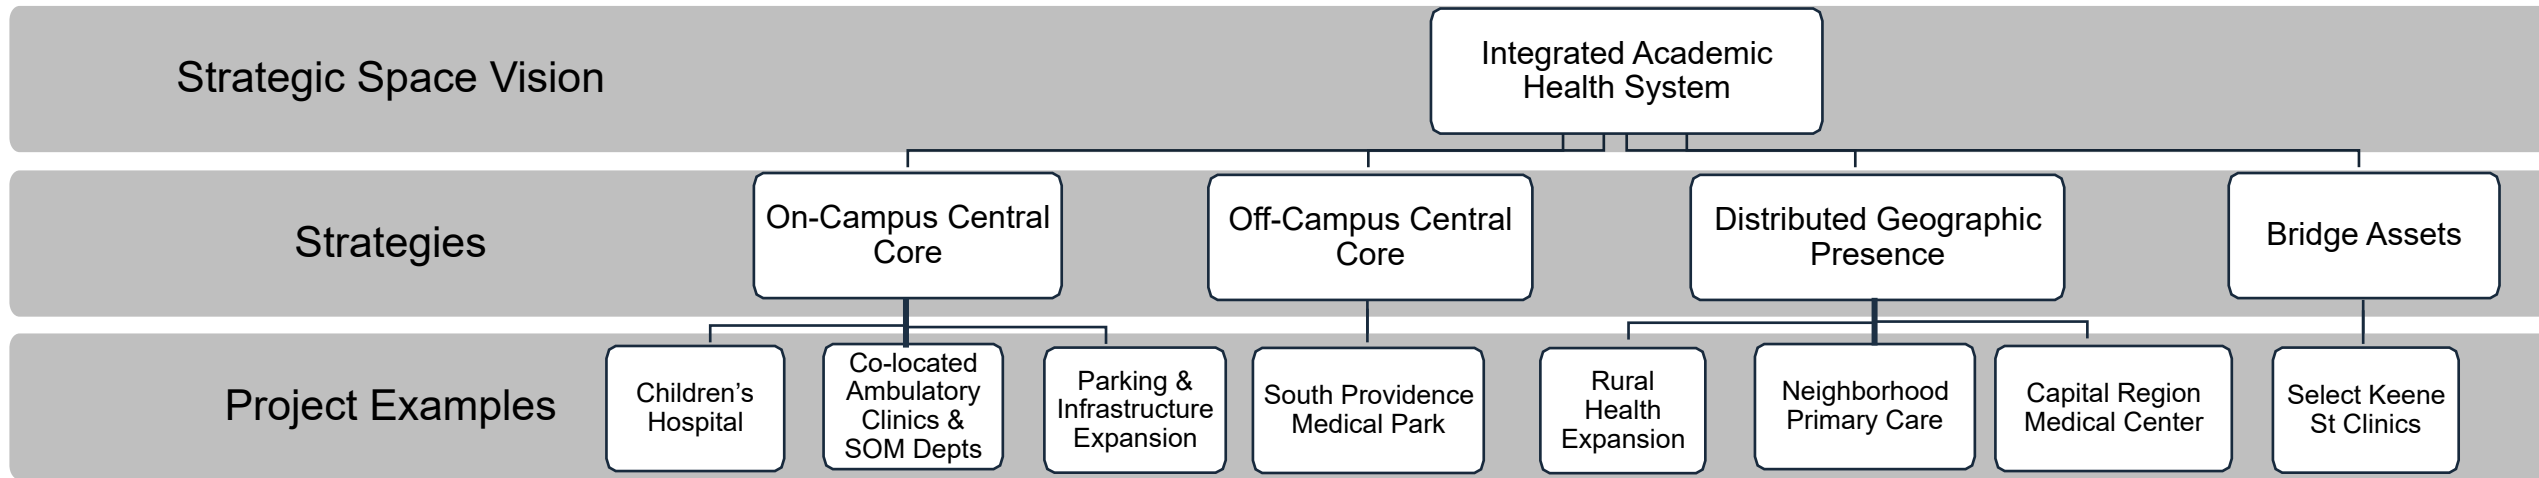 Strategic Space Vision
Integrated Academic
Health System
Strategies
On-Campus Central
Core
Off-Campus Central
Core
Distributed Geographic
Presence
Bridge Assets
Project Examples
Children’s
Hospital
Co-located
Ambulatory
Clinics &
SOM Depts
Parking &
Infrastructure
Expansion
South Providence
Medical Park
Rural
Health
Expansion
Neighborhood
Primary Care
Capital Region
Medical Center
Select Keene
St Clinics